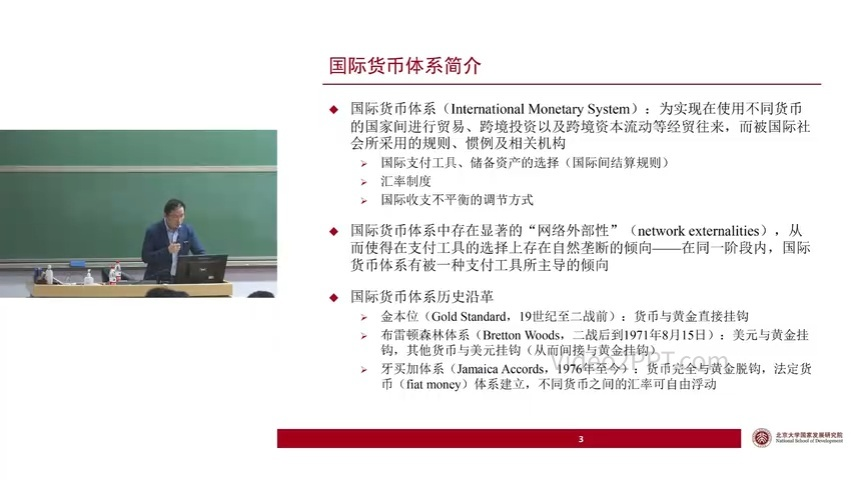 国际货币体系简介
◆ 国际货币体系（International Monetary System）：为实现在使用不同货币
的国家间进行贸易、跨境投资以及跨境资本流动等经贸往来，而被国际社
会所采用的规则、惯例及相关机构
➢ 国际支付工具、储备资产的选择（国际间结算规则）
➢ 汇率制度
➢ 国际收支不平衡的调节方式
◆ 国际货币体系中存在显著的“网络外部性”（network externalities），从
而使得在支付工具的选择上存在自然垄断的倾向——在同一阶段内，国际
货币体系有被一种支付工具所主导的倾向
◆ 国际货币体系历史沿革
➢ 金本位（Gold Standard，19世纪至二战前）：货币与黄金直接挂钩
➢ 布雷顿森林体系（Bretton Woods，二战后到1971年8月15日）：美元与黄金挂
钩，其他货币与美元挂钩（从而间接与黄金挂钩）
➢ 牙买加体系（Jamaica Accords，1976年至今）：货币完全与黄金脱钩，法定货
币（fiat money）体系建立，不同货币之间的汇率可自由浮动
Video2PPT.com
3
北京大学国家发展研究院
National School of Development